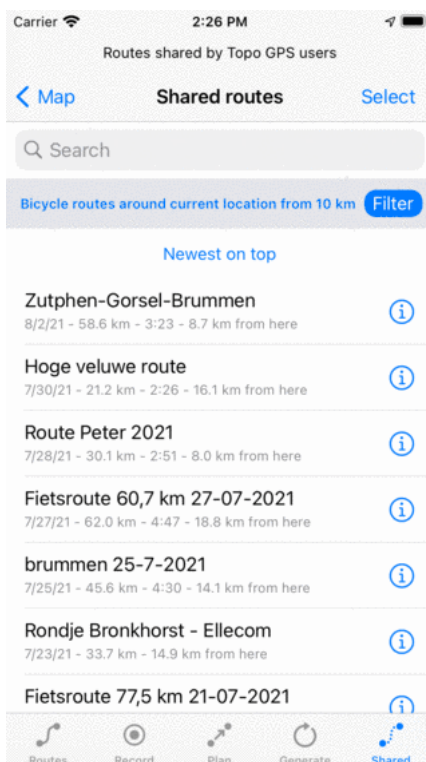 Carrier 2:26 PM
Routes shared by Topo GPS users
Map Shared routes Select
Search
Bicycle routes around current location from 10 km Filter
Newest on top
Zutphen-Gorsel-Brummen
8/2/21 - 58.6 km - 3:23 - 8.7 km from here
Hoge veluwe route
7/30/21 - 21.2 km - 2:26 - 16.1 km from here
Route Peter 2021
7/28/21 - 30.1 km - 2:51 - 8.0 km from here
Fietsroute 60,7 km 27-07-2021
7/27/21 - 62.0 km - 4:47 - 18.8 km from here
brummen 25-7-2021
7/25/21 - 45.6 km - 4:30 - 14.1 km from here
Rondje Bronkhorst - Ellecom
7/23/21 - 33.7 km - 14.9 km from here
Fietsroute 77,5 km 21-07-2021
Routes Record Plan Generate Shared